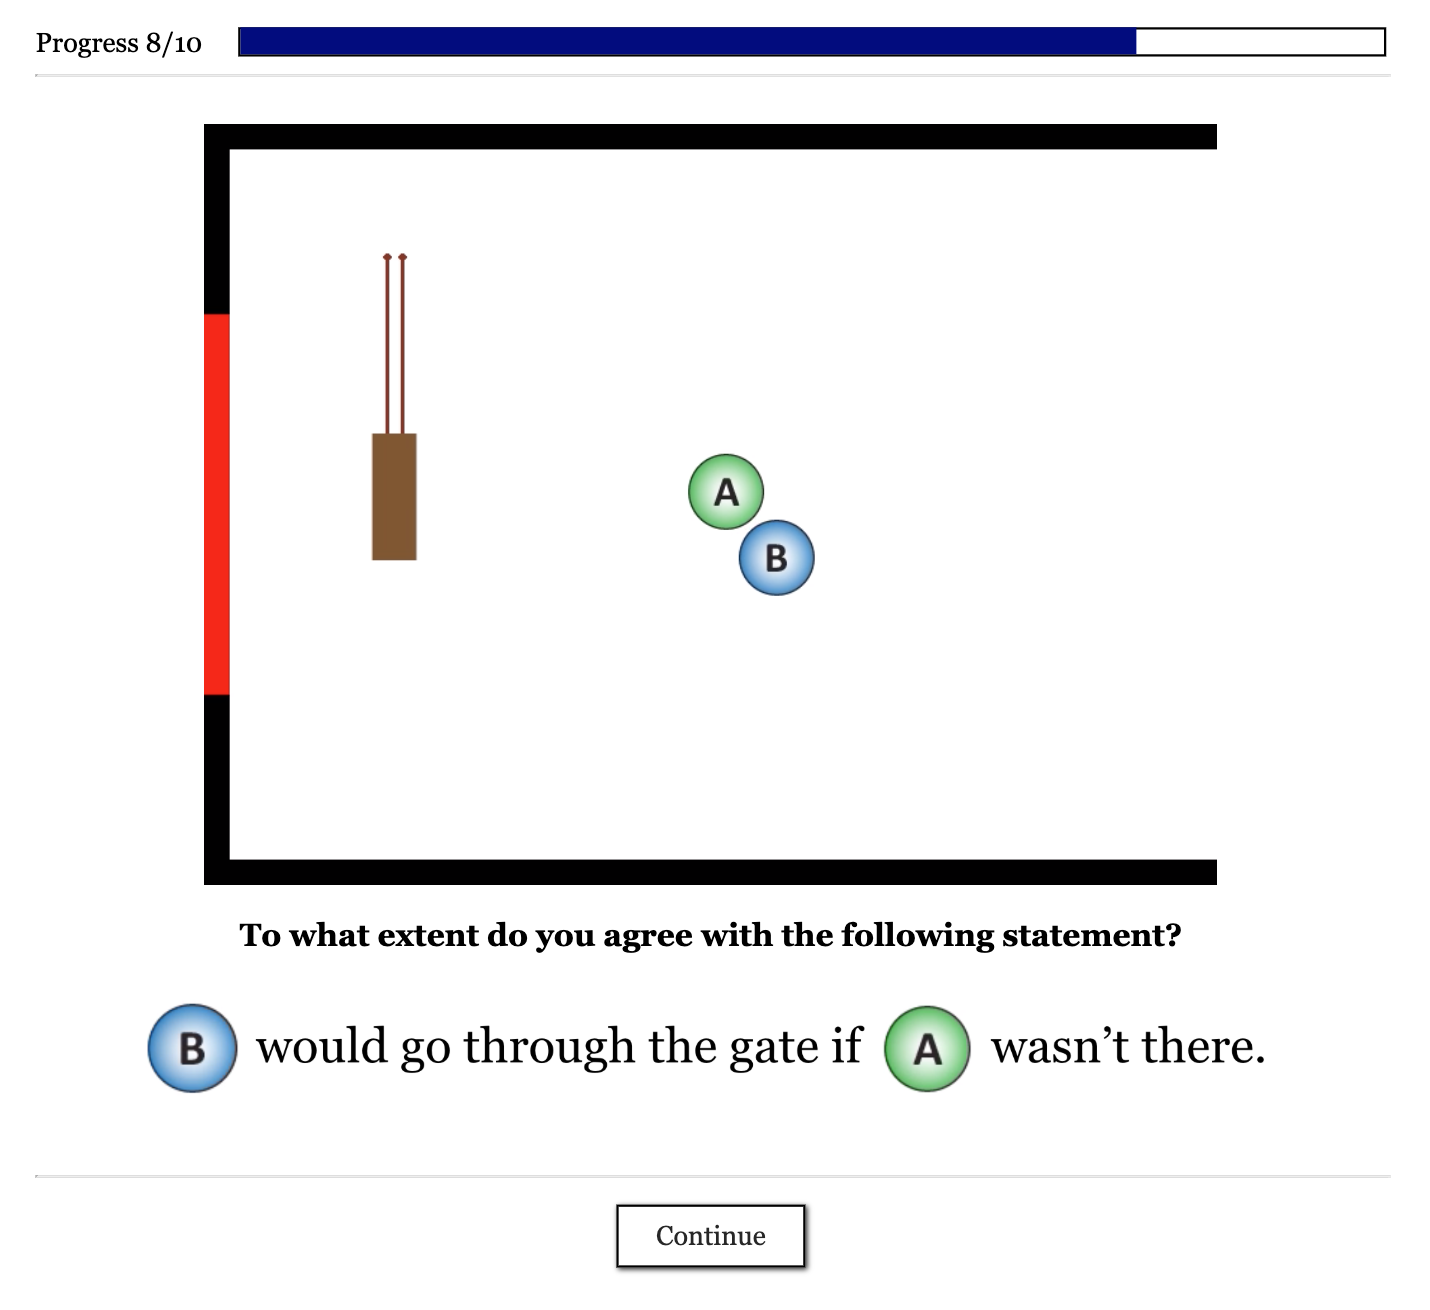 Progress 8/10
A
B
To what extent do you agree with the following statement?
B would go through the gate if A wasn’t there.
Continue